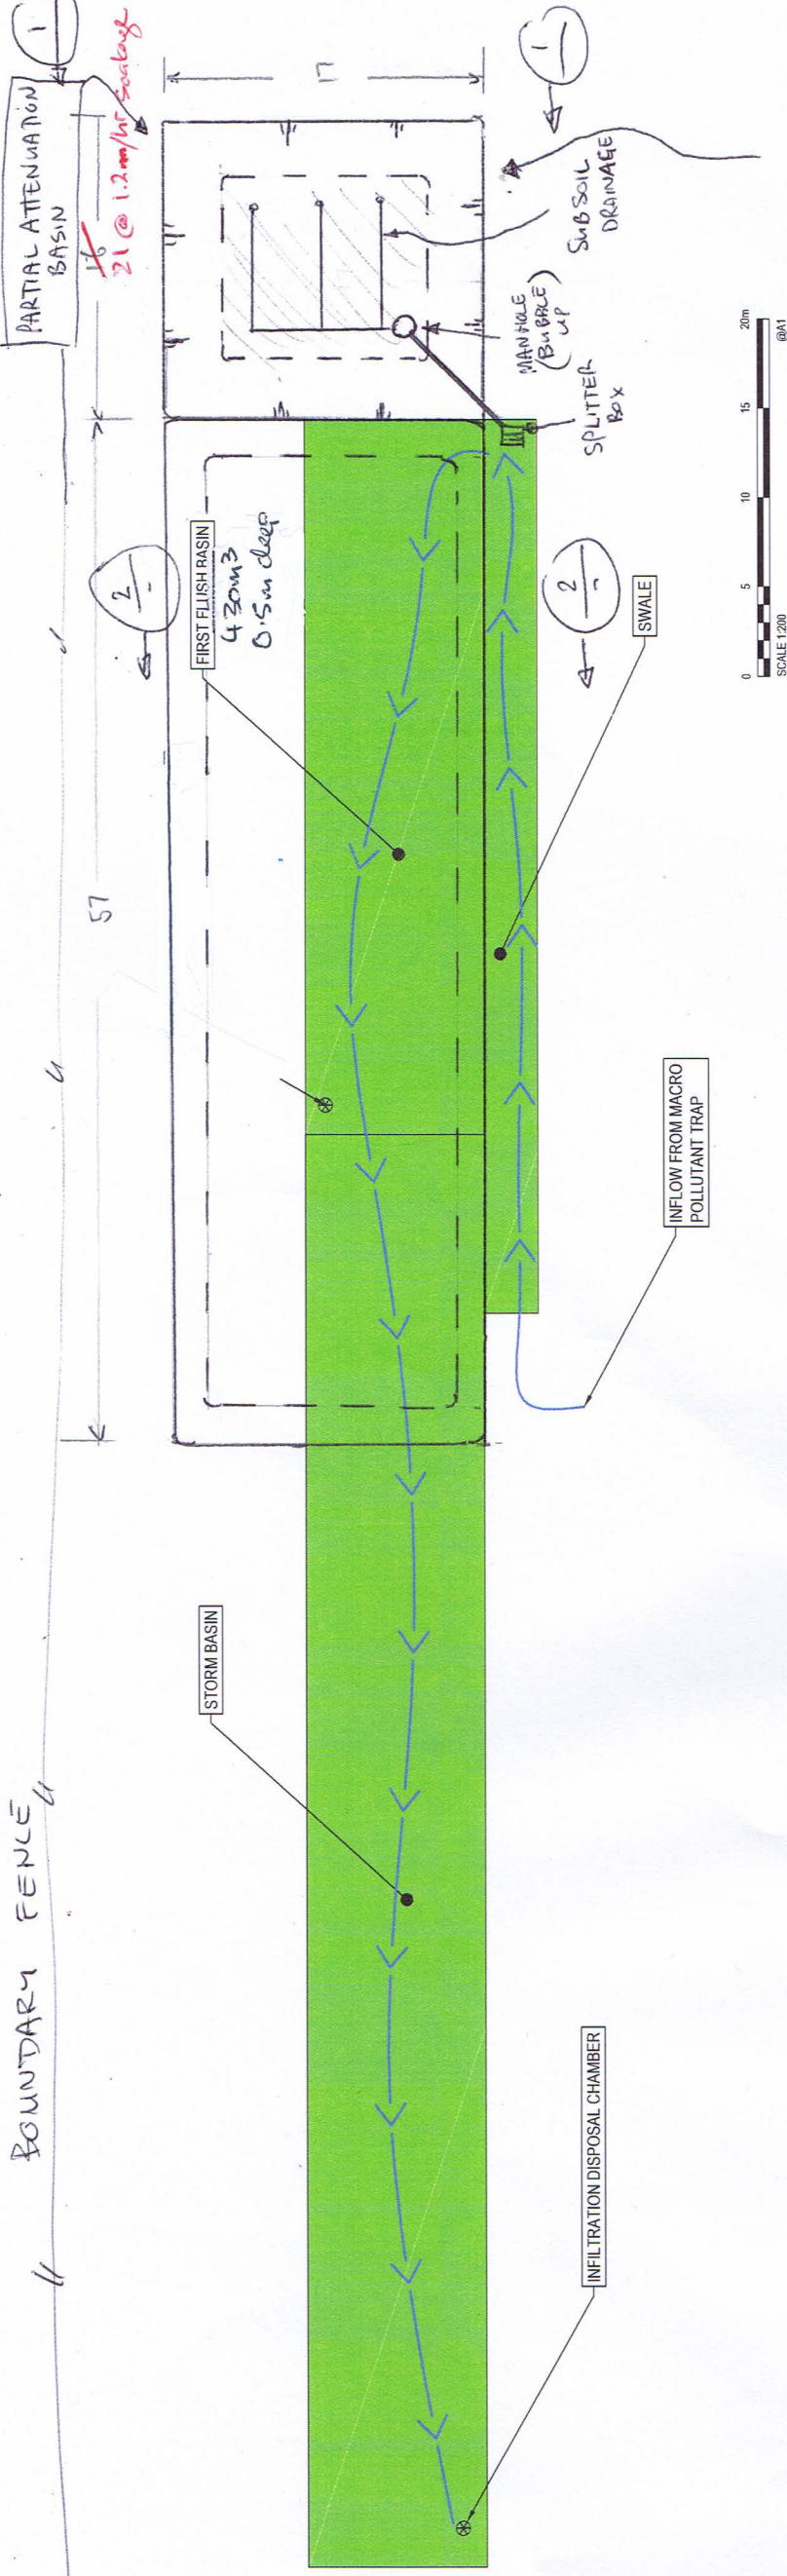 BOUNDARY FENCE
PARTIAL ATTENUATION
BASIN
16
21 @ 1.2m/hr Soakage
57
17
1
1
2
-
2
-
FIRST FLUSH BASIN
430m3
0.5m deep
STORM BASIN
SUBSOIL
DRAINAGE
MANHOLE
(BUBBLE
UP)
SPLITTER
BOX
SWALE
INFLOW FROM MACRO
POLLUTANT TRAP
INFILTRATION DISPOSAL CHAMBER
0 5 10 15 20m
SCALE 1:200 @A1